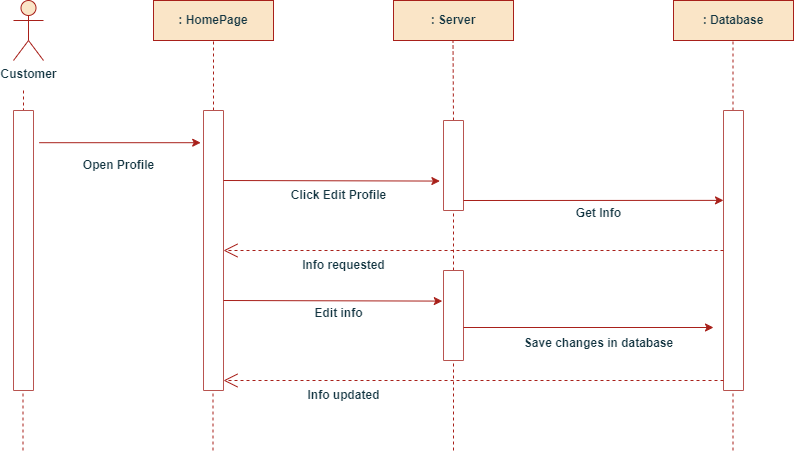 : HomePage
: Server
: Database
Customer
Open Profile
Click Edit Profile
Get Info
Info requested
Edit info
Save changes in database
Info updated